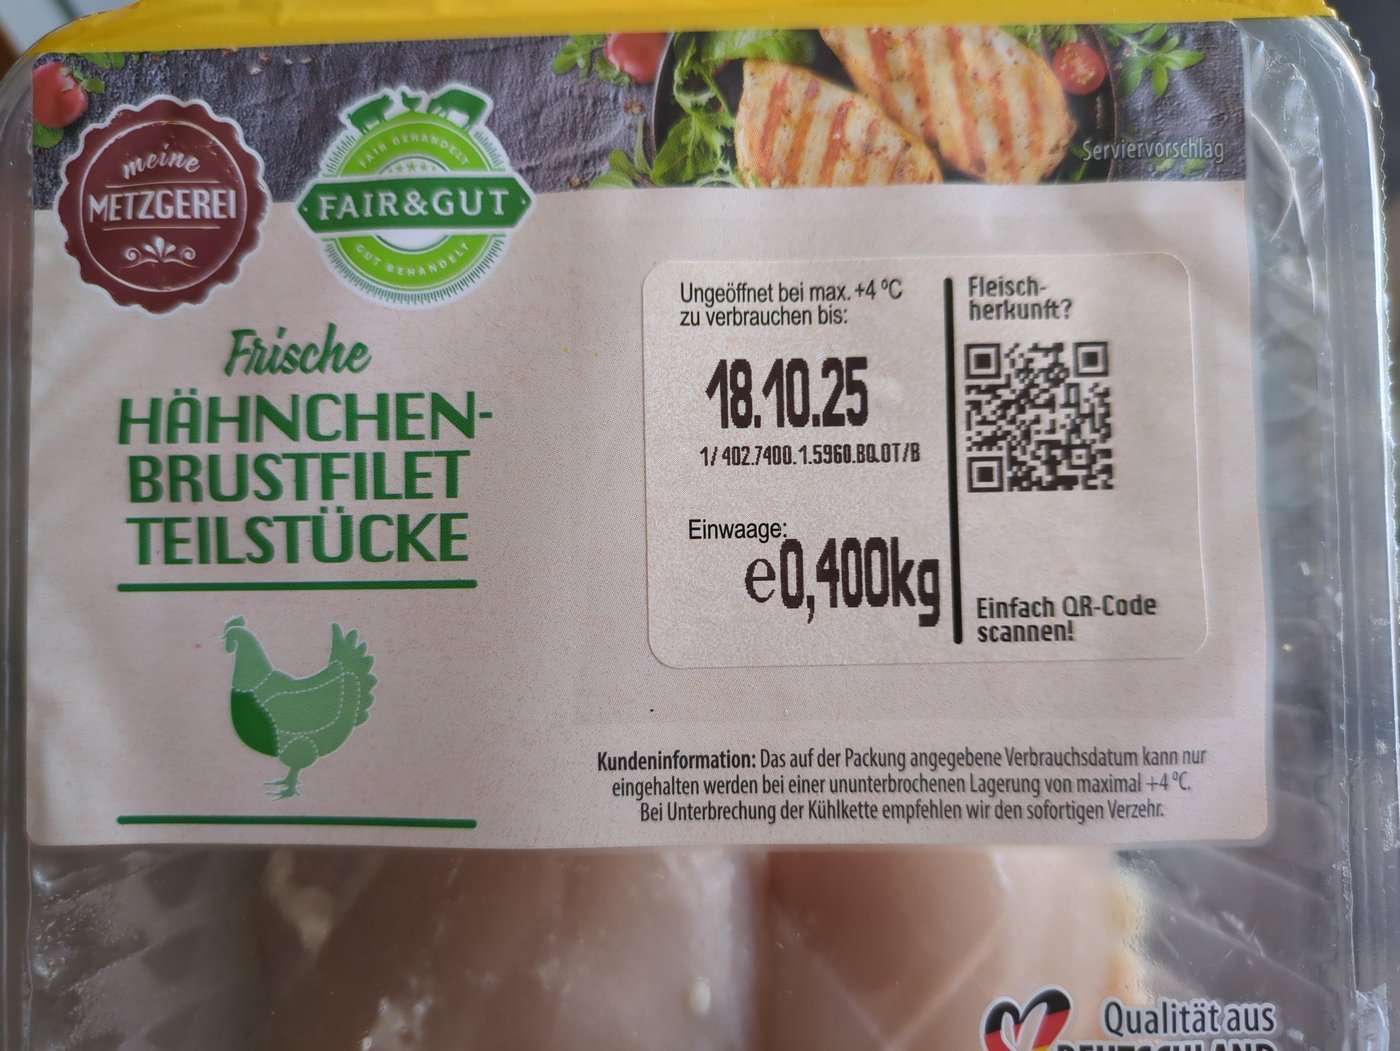 meine
METZGEREI
FAIR BEHANDELT
FAIR&GUT
GUT BEHANDELT
Serviervorschlag
Frische
HÄHNCHEN-
BRUSTFILET
TEILSTÜCKE
Ungeöffnet bei max. +4 °C
zu verbrauchen bis:
18.10.25
1/ 402.7400.1.5960.BQ.OT/B
Einwaage:
e0,400kg
Fleisch-
herkunft?
Einfach QR-Code
scannen!
Kundeninformation: Das auf der Packung angegebene Verbrauchsdatum kann nur
eingehalten werden bei einer ununterbrochenen Lagerung von maximal +4 °C.
Bei Unterbrechung der Kühlkette empfehlen wir den sofortigen Verzehr.
Qualität aus
DEUTSCHLAND